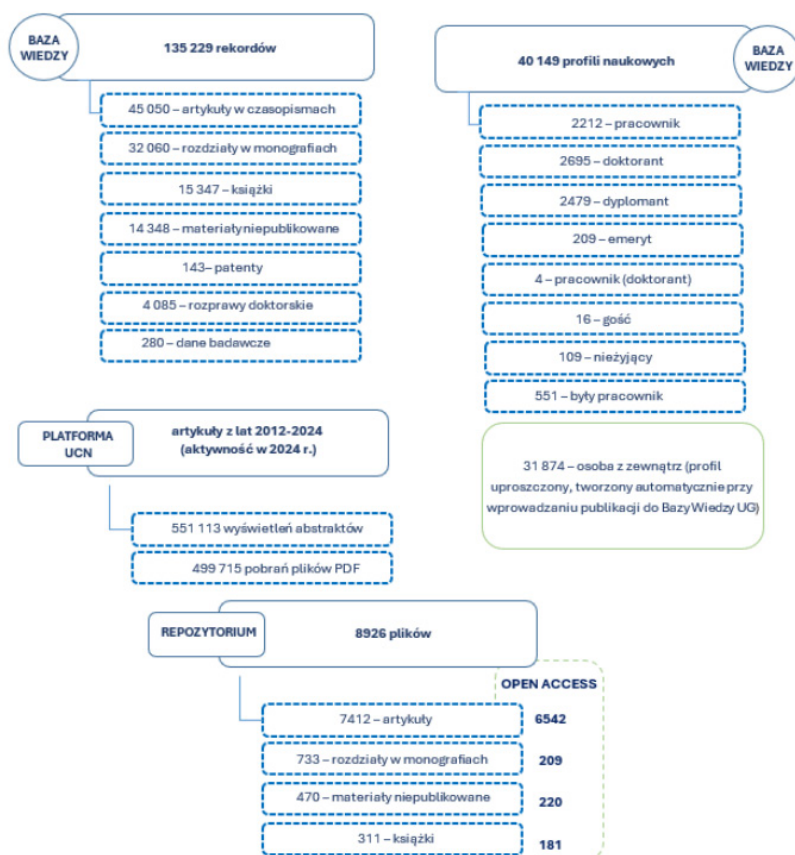 BAZA
WIEDZY
135 229 rekordów
45 050 – artykuły w czasopismach
32 060 – rozdziały w monografiach
15 347 – książki
14 348 – materiały niepublikowane
143– patenty
4 085 – rozprawy doktorskie
280 – dane badawcze
40 149 profili naukowych
BAZA
WIEDZY
2212 – pracownik
2695 – doktorant
2479 – dyplomant
209 – emeryt
4 – pracownik (doktorant)
16 – gość
109 – nieżyjący
551 – były pracownik
31 874 – osoba z zewnątrz (profil
uproszczony, tworzony automatycznie przy
wprowadzaniu publikacji do Bazy Wiedzy UG)
PLATFORMA
UCN
artykuły z lat 2012-2024
(aktywność w 2024 r.)
551 113 wyświetleń abstraktów
499 715 pobrań plików PDF
REPOZYTORIUM
8926 plików
OPEN ACCESS
7412 – artykuły 6542
733 – rozdziały w monografiach 209
470 – materiały niepublikowane 220
311 – książki 181